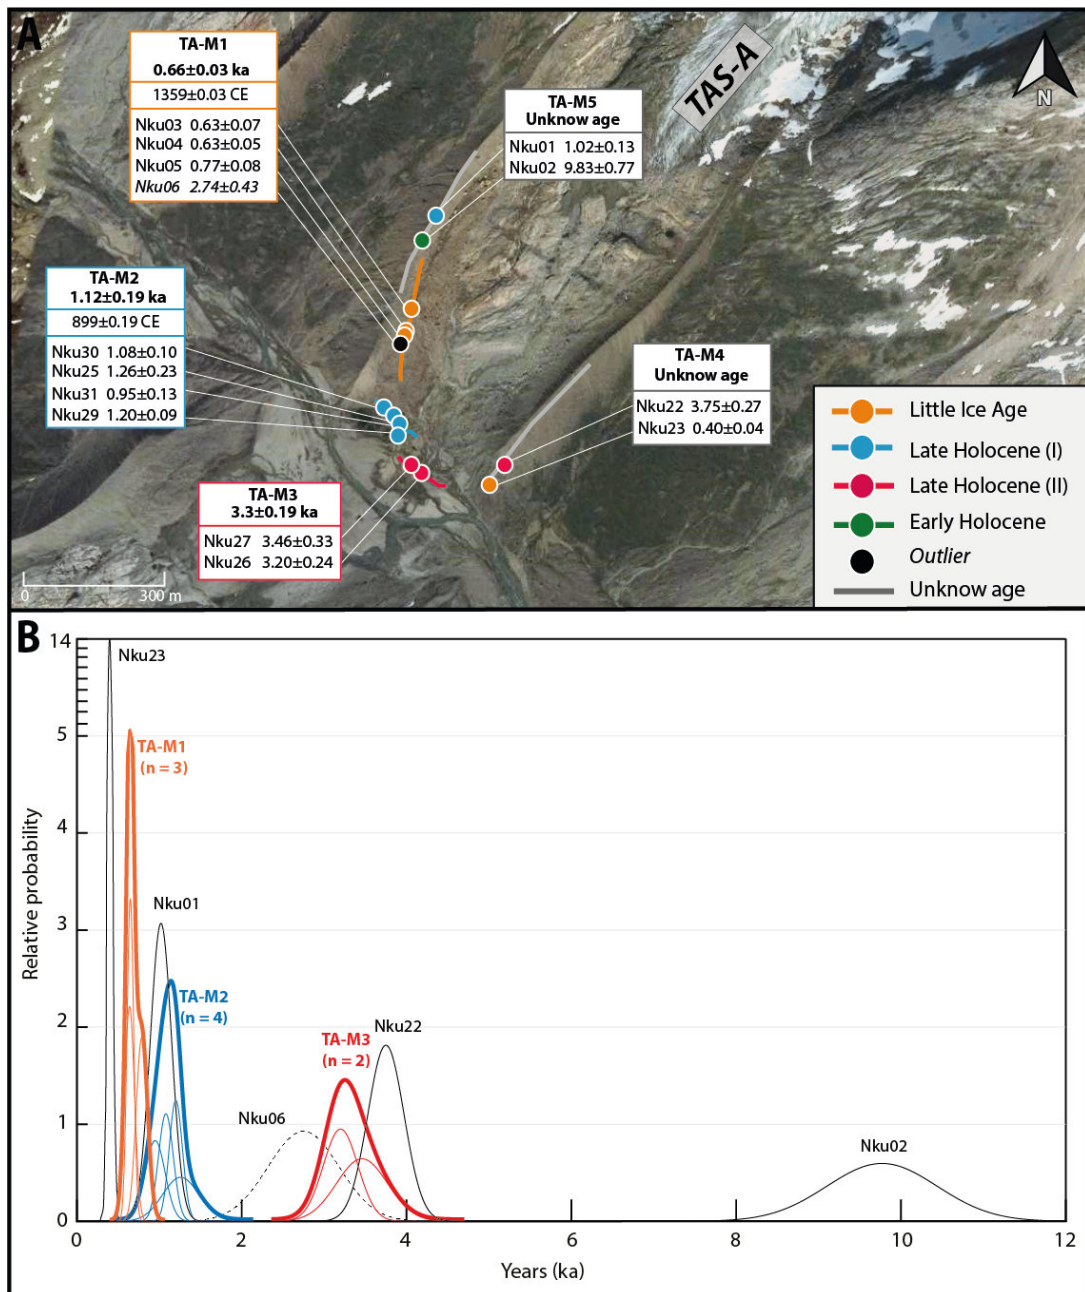 A
TA-M1
0.66±0.03 ka
1359±0.03 CE
Nku03 0.63±0.07
Nku04 0.63±0.05
Nku05 0.77±0.08
Nku06 2.74±0.43
TAS-A
N
TA-M5
Unknow age
Nku01 1.02±0.13
Nku02 9.83±0.77
TA-M2
1.12±0.19 ka
899±0.19 CE
Nku30 1.08±0.10
Nku25 1.26±0.23
Nku31 0.95±0.13
Nku29 1.20±0.09
TA-M4
Unknow age
Nku22 3.75±0.27
Nku23 0.40±0.04
TA-M3
3.3±0.19 ka
Nku27 3.46±0.33
Nku26 3.20±0.24
Little Ice Age
Late Holocene (I)
Late Holocene (II)
Early Holocene
Outlier
Unknow age
0 300 m
B
14
5
4
3
2
1
0
Relative probability
Nku23
TA-M1
(n = 3)
Nku01
TA-M2
(n = 4)
Nku06
TA-M3
(n = 2)
Nku22
Nku02
0 2 4 6 8 10 12
Years (ka)